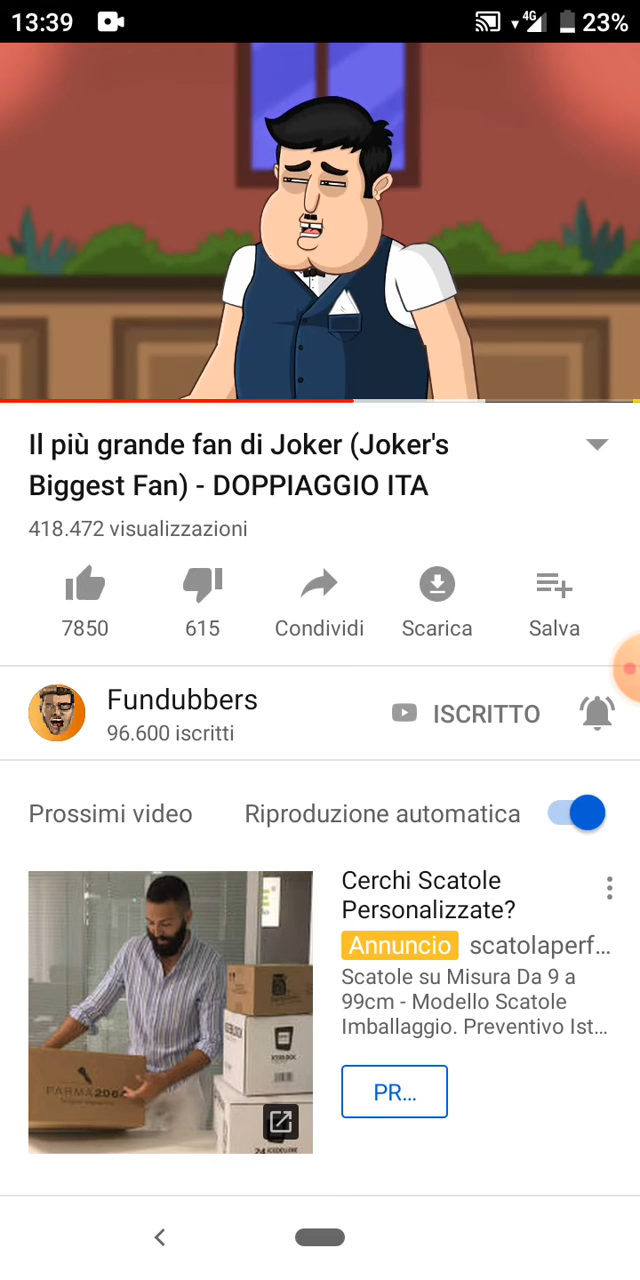 13:39
4G
23%
Il più grande fan di Joker (Joker's
Biggest Fan) - DOPPIAGGIO ITA
418.472 visualizzazioni
7850
615
Condividi
Scarica
Salva
Fundubbers
96.600 iscritti
ISCRITTO
Prossimi video
Riproduzione automatica
Cerchi Scatole
Personalizzate?
Annuncio scatolaperf...
Scatole su Misura Da 9 a
99cm - Modello Scatole
Imballaggio. Preventivo Ist...
PR...